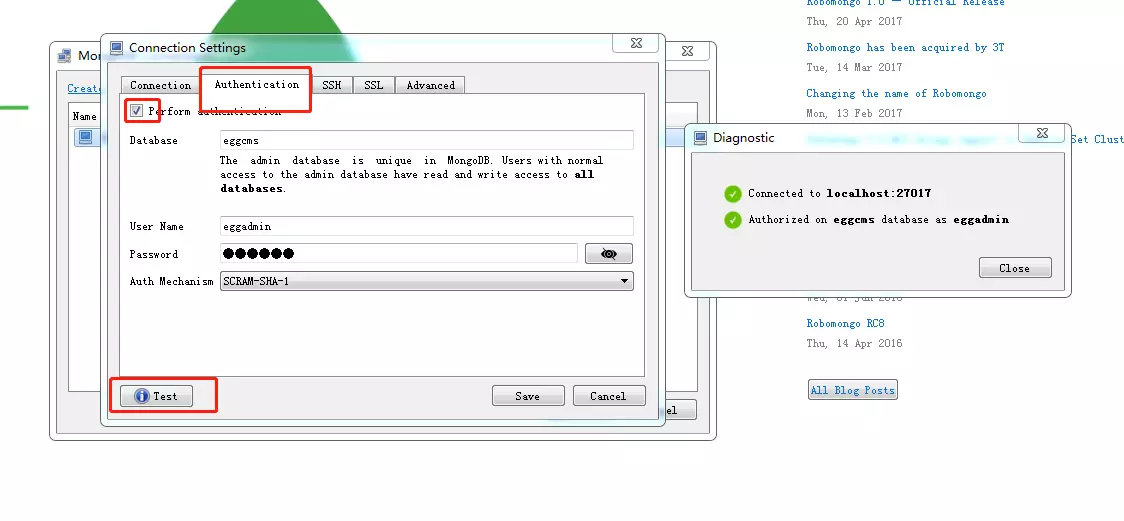 Robomongo 1.0 — Official Release
Thu, 20 Apr 2017
Robomongo has been acquired by 3T
Tue, 14 Mar 2017
Changing the name of Robomongo
Mon, 13 Feb 2017
Set Clust
Wed, 01 Jun 2016
Robomongo RC8
Thu, 14 Apr 2016
All Blog Posts
Create
Name
Connection Settings
Connection
Authentication
SSH
SSL
Advanced
Perform authentication
Database
eggcms
The admin database is unique in MongoDB. Users with normal
access to the admin database have read and write access to all
databases.
User Name
eggadmin
Password
●●●●●●
Auth Mechanism
SCRAM-SHA-1
Test
Save
Cancel
Diagnostic
Connected to localhost:27017
Authorized on eggcms database as eggadmin
Close